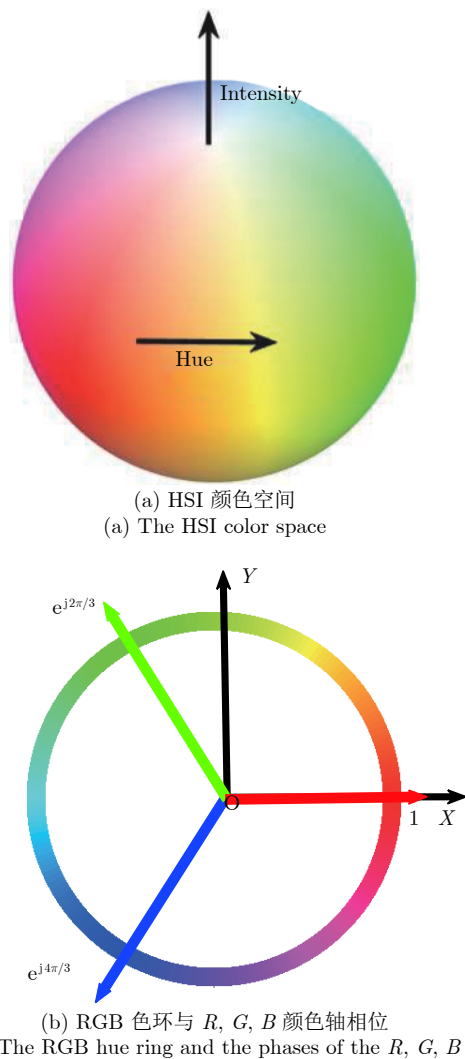 Intensity
Hue
(a) HSI 颜色空间
(a) The HSI color space
Y
e^{j2π/3}
O
1 X
e^{j4π/3}
(b) RGB 色环与 R, G, B 颜色轴相位
The RGB hue ring and the phases of the R, G, B